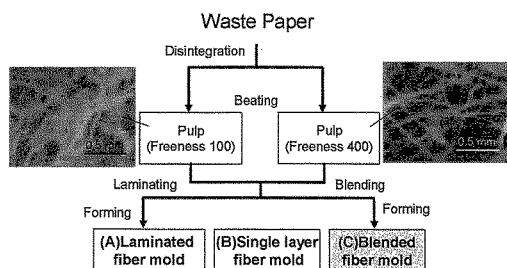 Waste Paper
Disintegration
Beating
Pulp
(Freeness 100)
Pulp
(Freeness 400)
0.5 mm
0.5 mm
Laminating
Blending
Forming
Forming
(A)Laminated
fiber mold
(B)Single layer
fiber mold
(C)Blended
fiber mold